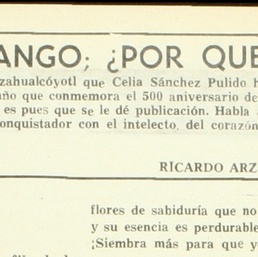 ANGO; ¿POR QUE
zahualcóyotl que Celia Sánchez Pulido h
año que conmemora el 500 aniversario de
es pues que se le dé publicación. Habla
onquistador con el intelecto, del corazón
RICARDO ARZ
flores de sabiduría que no
y su esencia es perdurable
¡Siembra más para que y